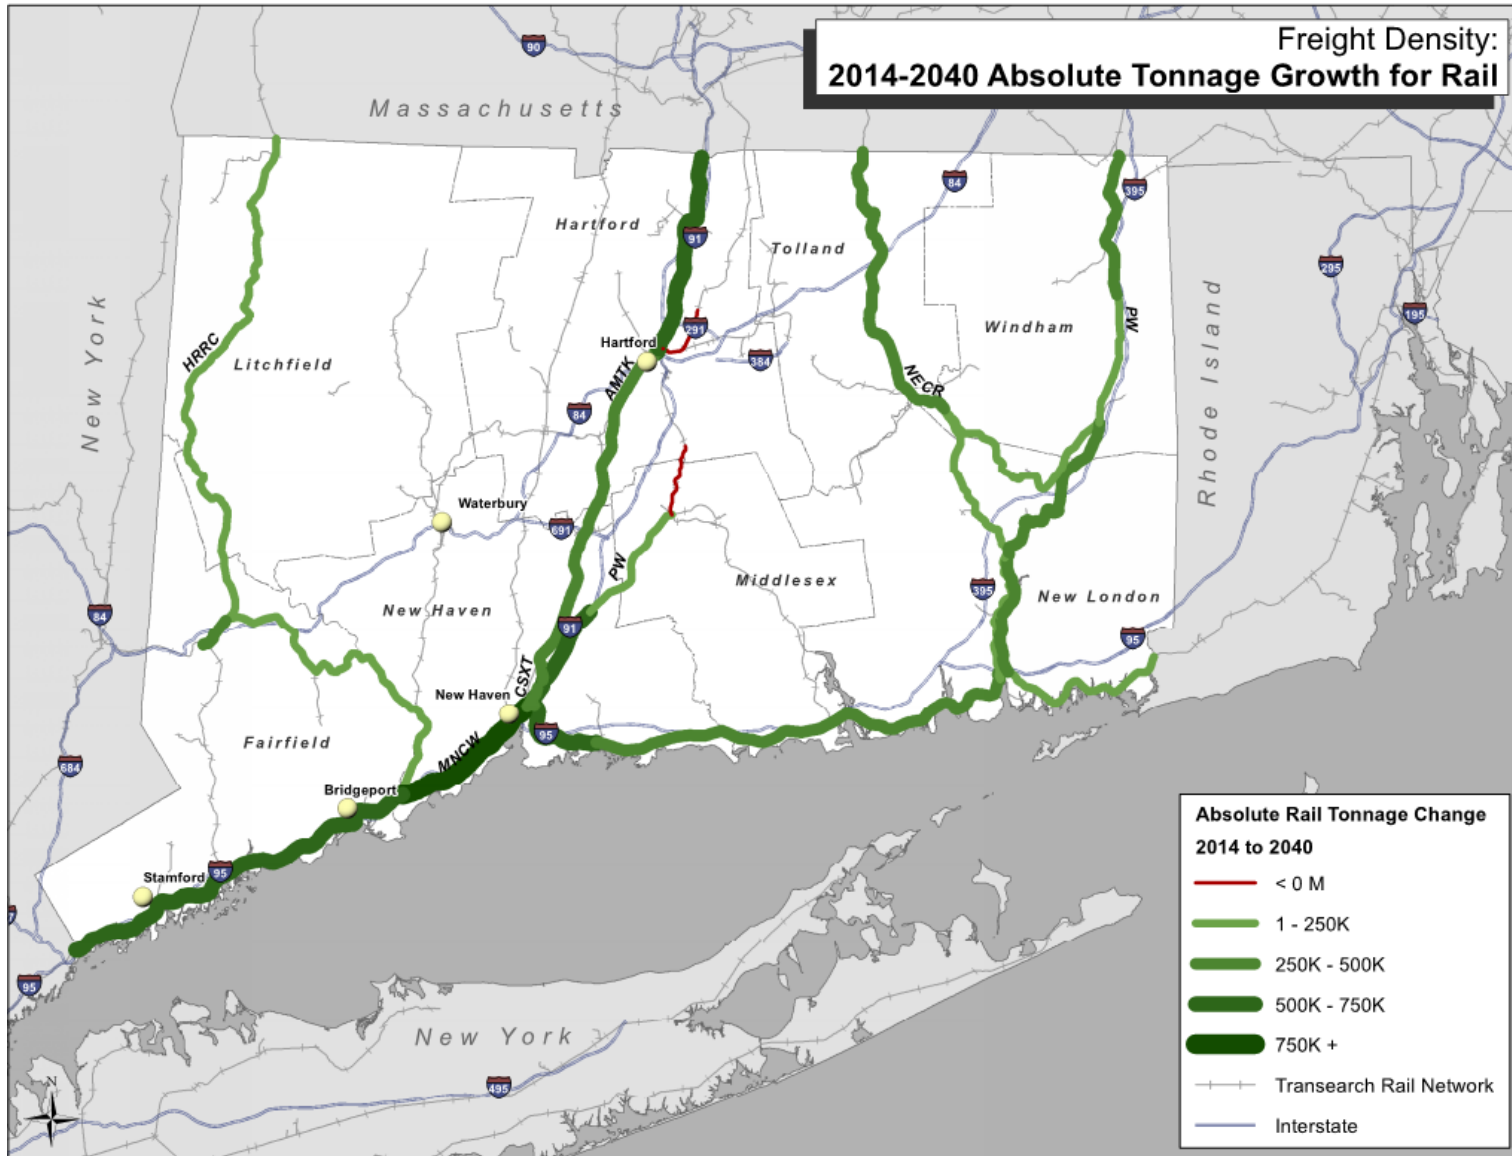 Freight Density:
2014-2040 Absolute Tonnage Growth for Rail
90
Massachusetts
84
395
Hartford
91
Tolland
295
New York
HRRC
Litchfield
Hartford
291
384
Windham
PW
Rhode Island
195
AMTK
84
NECR
Waterbury
691
PW
Middlesex
84
New Haven
91
395
New London
95
CSXT
New Haven
95
Fairfield
MNCW
684
Bridgeport
Stamford
95
95
New York
495
N
Absolute Rail Tonnage Change
2014 to 2040
< 0 M
1 - 250K
250K - 500K
500K - 750K
750K +
Transearch Rail Network
Interstate